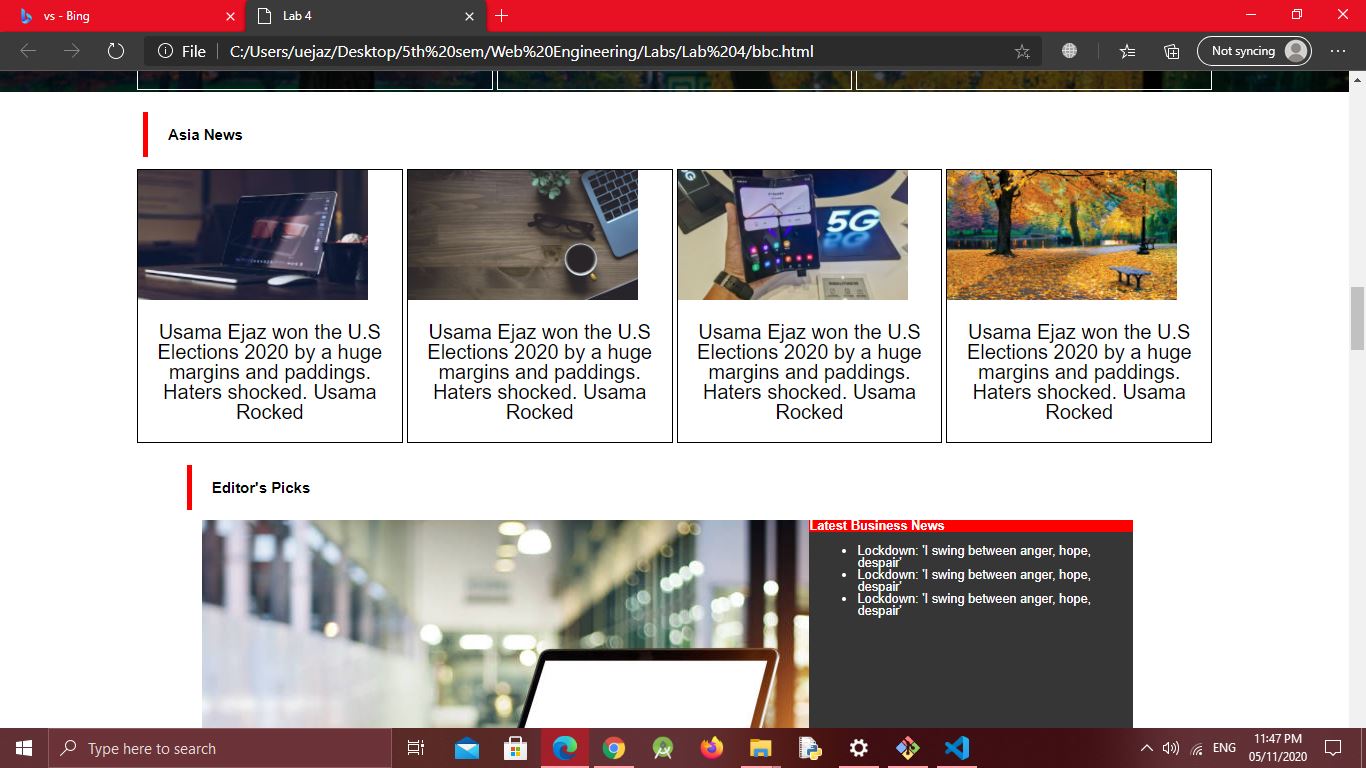 vs - Bing
Lab 4
File
C:/Users/uejaz/Desktop/5th%20sem/Web%20Engineering/Labs/Lab%204/bbc.html
Not syncing
Asia News
5G
Usama Ejaz won the U.S
Elections 2020 by a huge
margins and paddings.
Haters shocked. Usama
Rocked
Usama Ejaz won the U.S
Elections 2020 by a huge
margins and paddings.
Haters shocked. Usama
Rocked
Usama Ejaz won the U.S
Elections 2020 by a huge
margins and paddings.
Haters shocked. Usama
Rocked
Usama Ejaz won the U.S
Elections 2020 by a huge
margins and paddings.
Haters shocked. Usama
Rocked
Editor's Picks
Latest Business News
Lockdown: 'I swing between anger, hope,
despair'
Lockdown: 'I swing between anger, hope,
despair'
Lockdown: 'I swing between anger, hope,
despair'
Type here to search
ENG
11:47 PM
05/11/2020